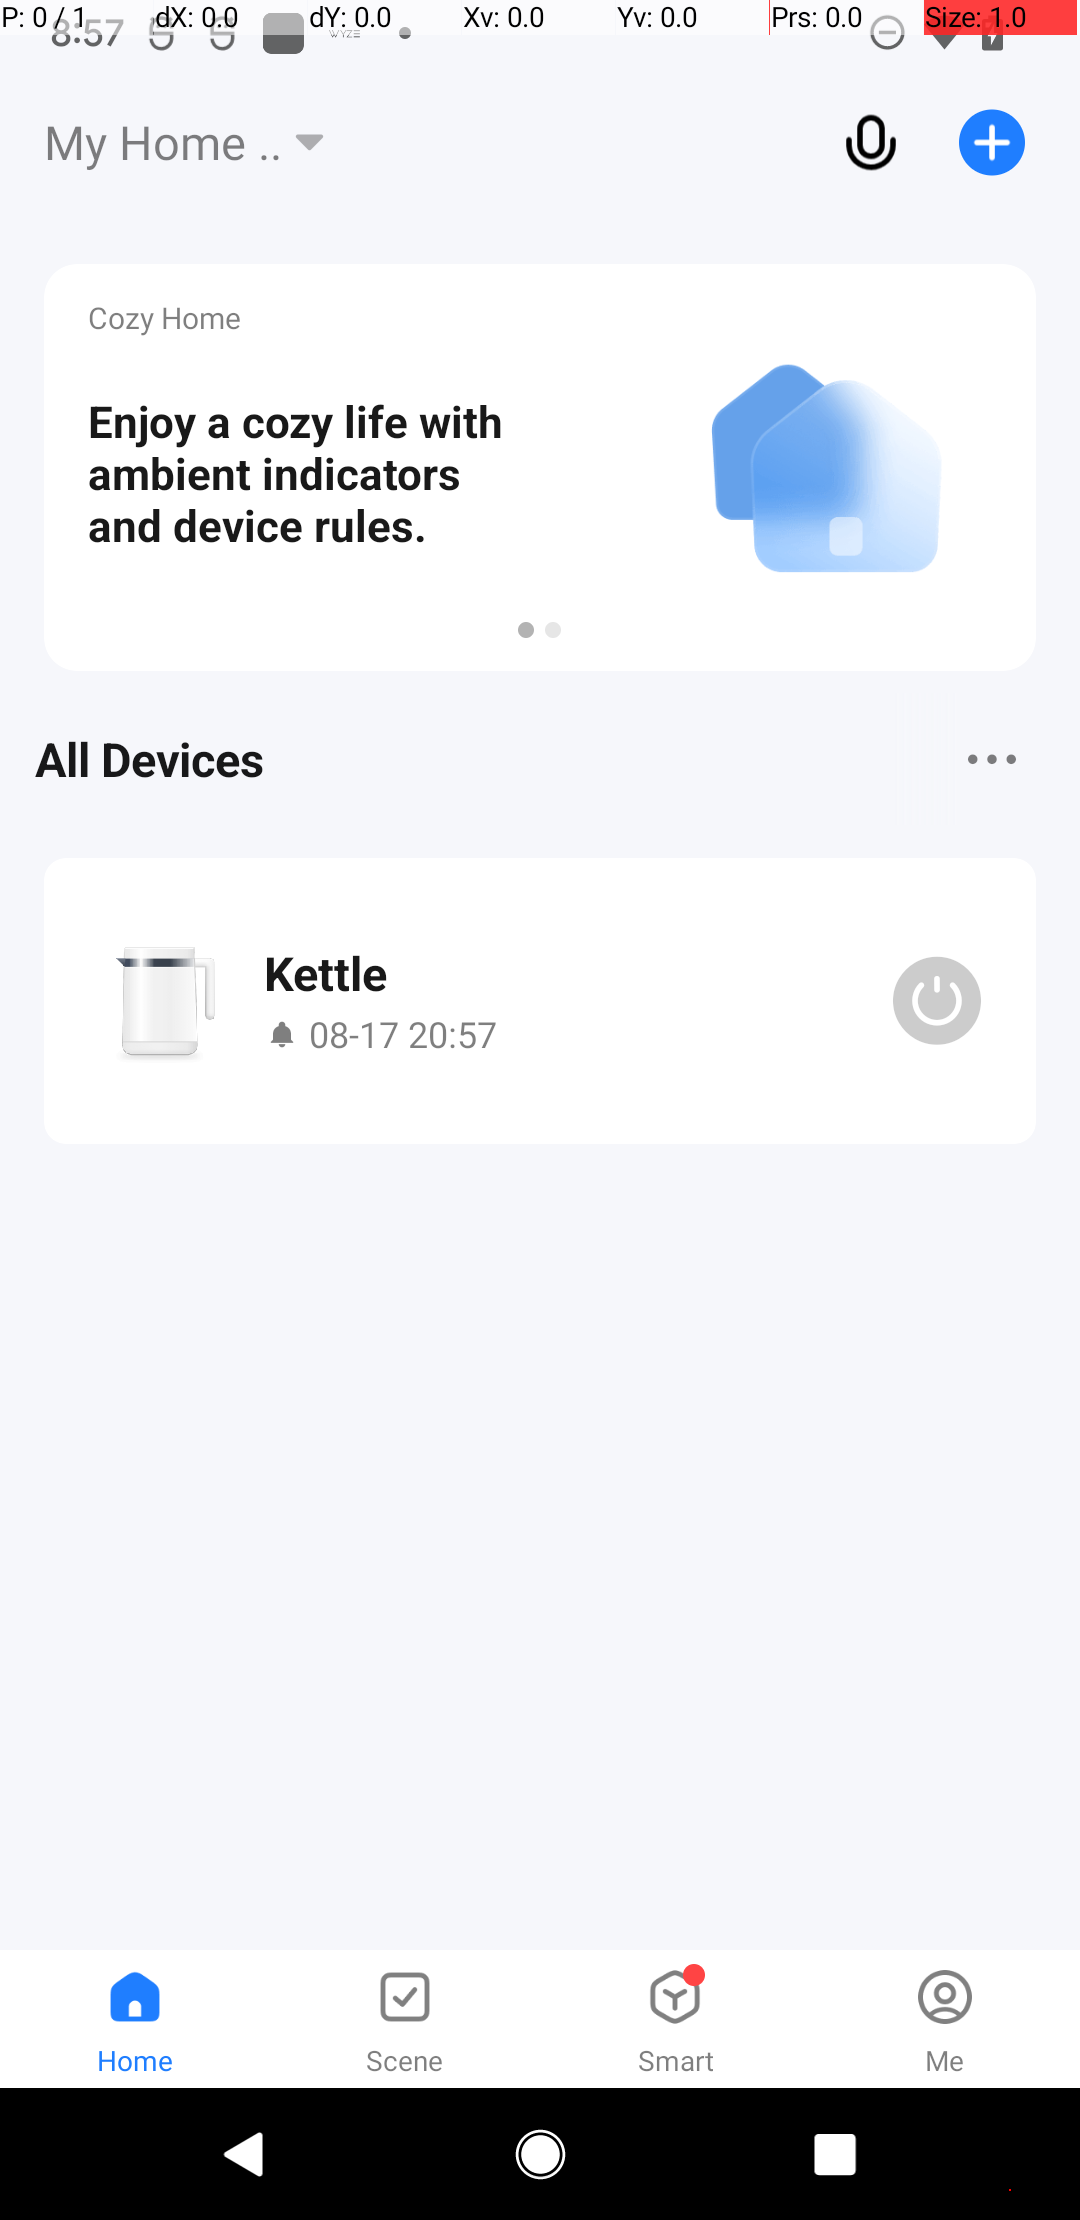 P: 0 / 1 dX: 0.0 dY: 0.0 Xv: 0.0 Yv: 0.0 Prs: 0.0 Size: 1.0
8:57 WYZE
My Home ..
Cozy Home
Enjoy a cozy life with
ambient indicators
and device rules.
All Devices
Kettle
08-17 20:57
Home Scene Smart Me